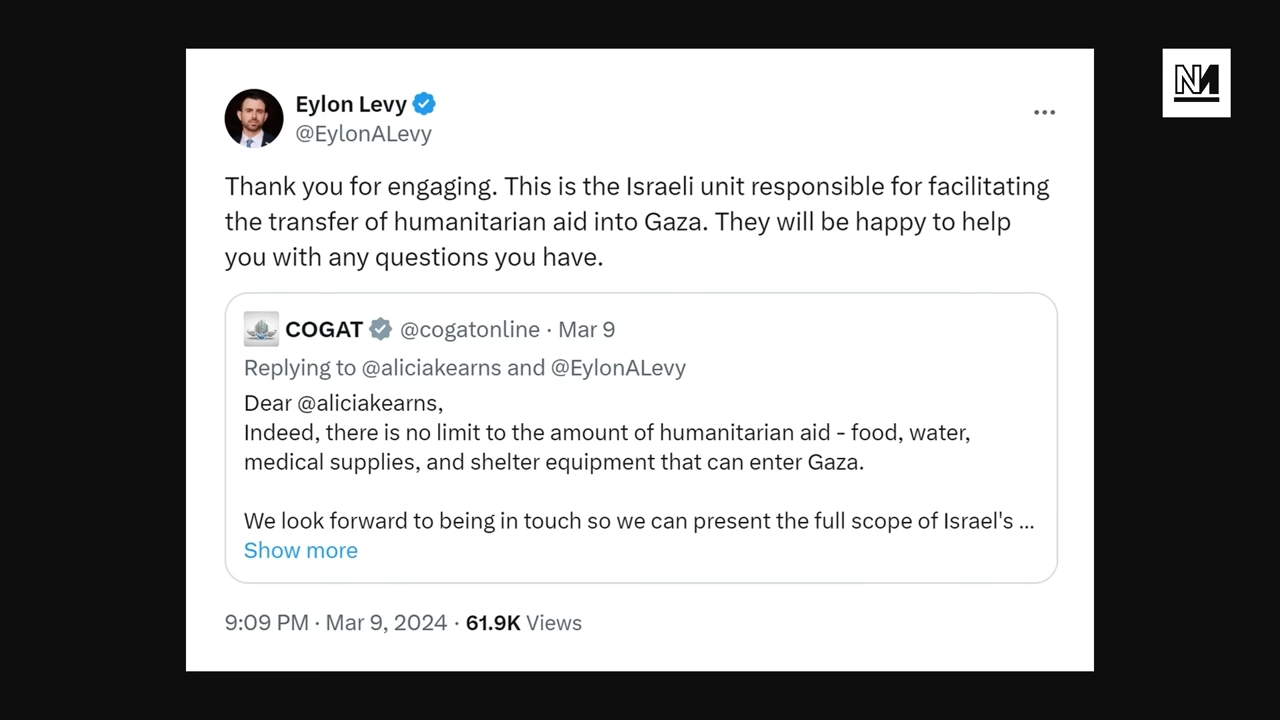 Eylon Levy
@EylonALevy
Thank you for engaging. This is the Israeli unit responsible for facilitating
the transfer of humanitarian aid into Gaza. They will be happy to help
you with any questions you have.
COGAT @cogatonline · Mar 9
Replying to @aliciakearns and @EylonALevy
Dear @aliciakearns,
Indeed, there is no limit to the amount of humanitarian aid - food, water,
medical supplies, and shelter equipment that can enter Gaza.
We look forward to being in touch so we can present the full scope of Israel's ...
Show more
9:09 PM · Mar 9, 2024 · 61.9K Views
NM